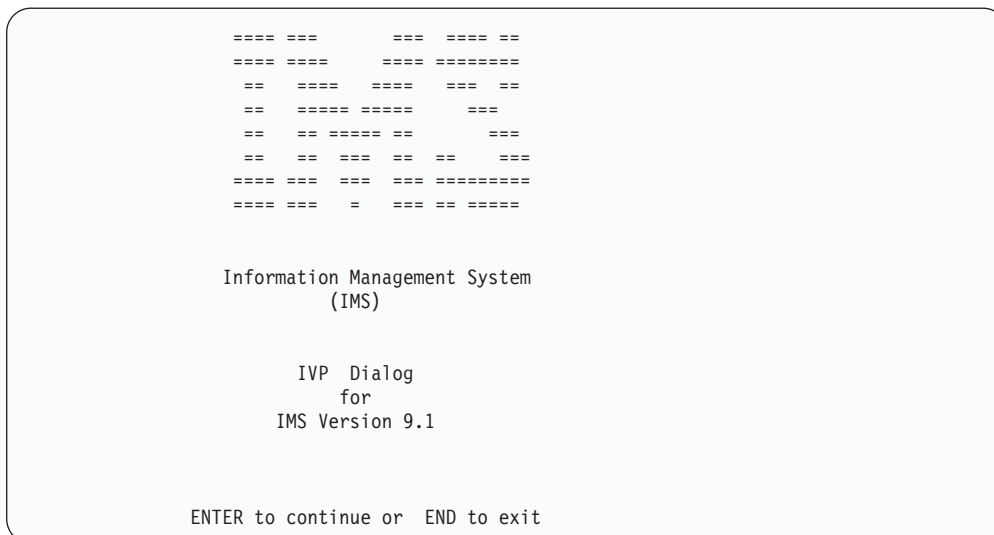 ==== ===       ===  ==== ==
==== ====     ==== ========
 ==   ====   ====   ===  ==
 ==   ===== =====     ===
 ==   == ===== ==       ===
 ==   ==  ===  ==  ==    ===
==== ===  ===  === =========
==== ===   =   === == =====
Information Management System
(IMS)
IVP  Dialog
for
IMS Version 9.1
ENTER to continue or  END to exit